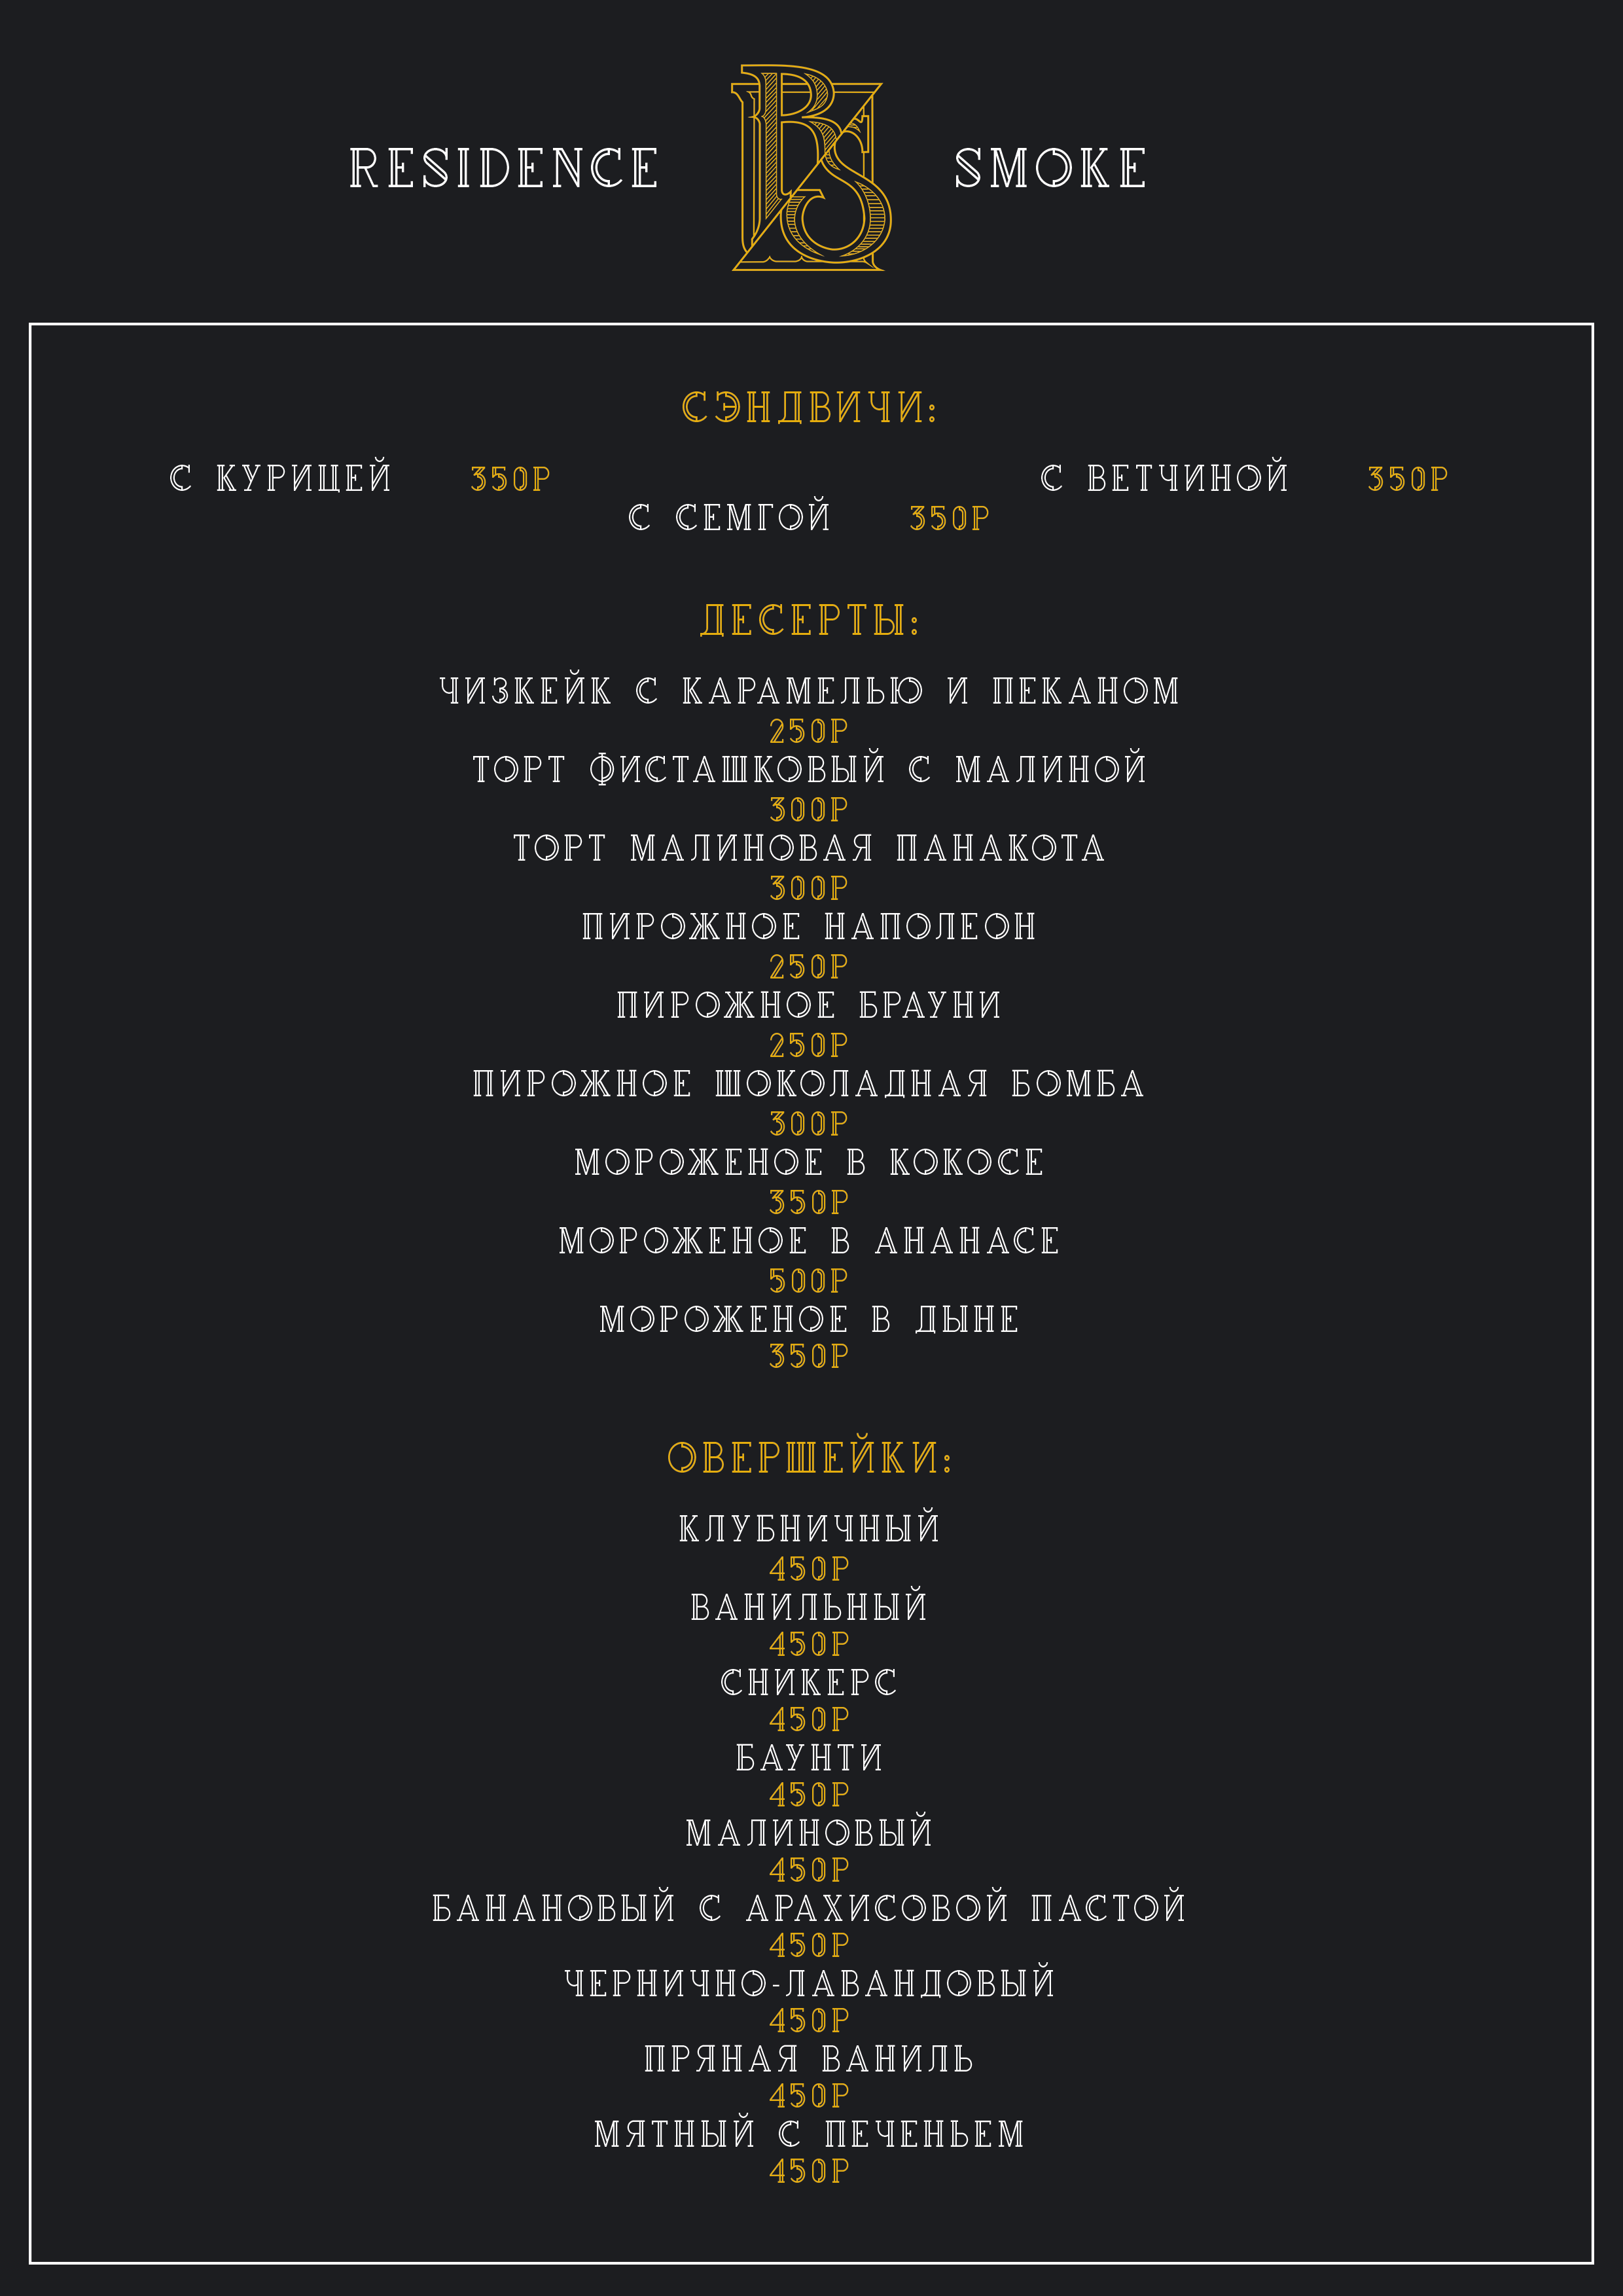 RESIDENCE RS SMOKE
СЭНДВИЧИ:
С КУРИЦЕЙ 350Р С ВЕТЧИНОЙ 350Р
С СЕМГОЙ 350Р
ДЕСЕРТЫ:
ЧИЗКЕЙК С КАРАМЕЛЬЮ И ПЕКАНОМ
250Р
ТОРТ ФИСТАШКОВЫЙ С МАЛИНОЙ
300Р
ТОРТ МАЛИНОВАЯ ПАНАКОТА
300Р
ПИРОЖНОЕ НАПОЛЕОН
250Р
ПИРОЖНОЕ БРАУНИ
250Р
ПИРОЖНОЕ ШОКОЛАДНАЯ БОМБА
300Р
МОРОЖЕНОЕ В КОКОСЕ
350Р
МОРОЖЕНОЕ В АНАНАСЕ
500Р
МОРОЖЕНОЕ В ДЫНЕ
350Р
ОВЕРШЕЙКИ:
КЛУБНИЧНЫЙ
450Р
ВАНИЛЬНЫЙ
450Р
СНИКЕРС
450Р
БАУНТИ
450Р
МАЛИНОВЫЙ
450Р
БАНАНОВЫЙ С АРАХИСОВОЙ ПАСТОЙ
450Р
ЧЕРНИЧНО-ЛАВАНДОВЫЙ
450Р
ПРЯНАЯ ВАНИЛЬ
450Р
МЯТНЫЙ С ПЕЧЕНЬЕМ
450Р